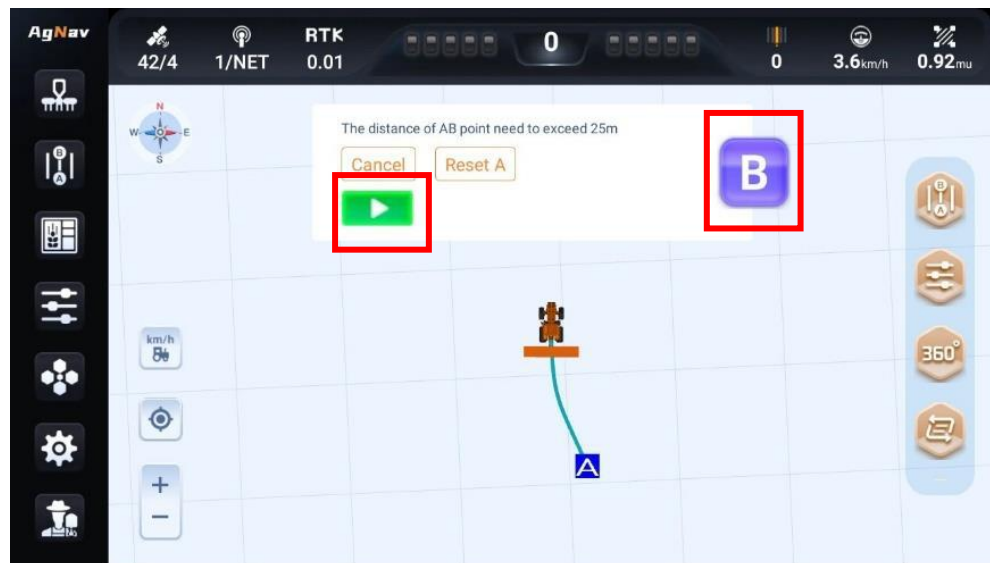 AgNav
42/4
1/NET
RTK
0.01
0
0
3.6km/h
0.92mu
N
W
E
S
The distance of AB point need to exceed 25m
Cancel
Reset A
B
B
A
B
A
km/h
360°
A
+
−